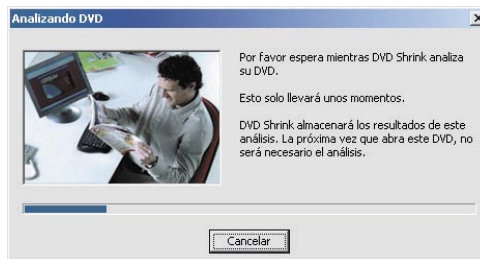 Analizando DVD
Por favor espera mientras DVD Shrink analiza
su DVD.
Esto solo llevará unos momentos.
DVD Shrink almacenará los resultados de este
análisis. La próxima vez que abra este DVD, no
será necesario el análisis.
Cancelar